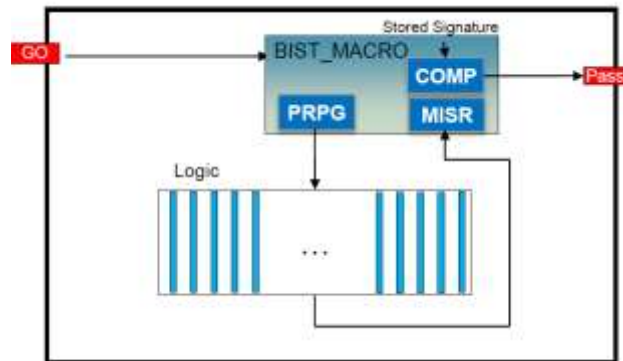 Stored Signature
GO
BIST_MACRO
COMP
Pass
PRPG
MISR
Logic
...